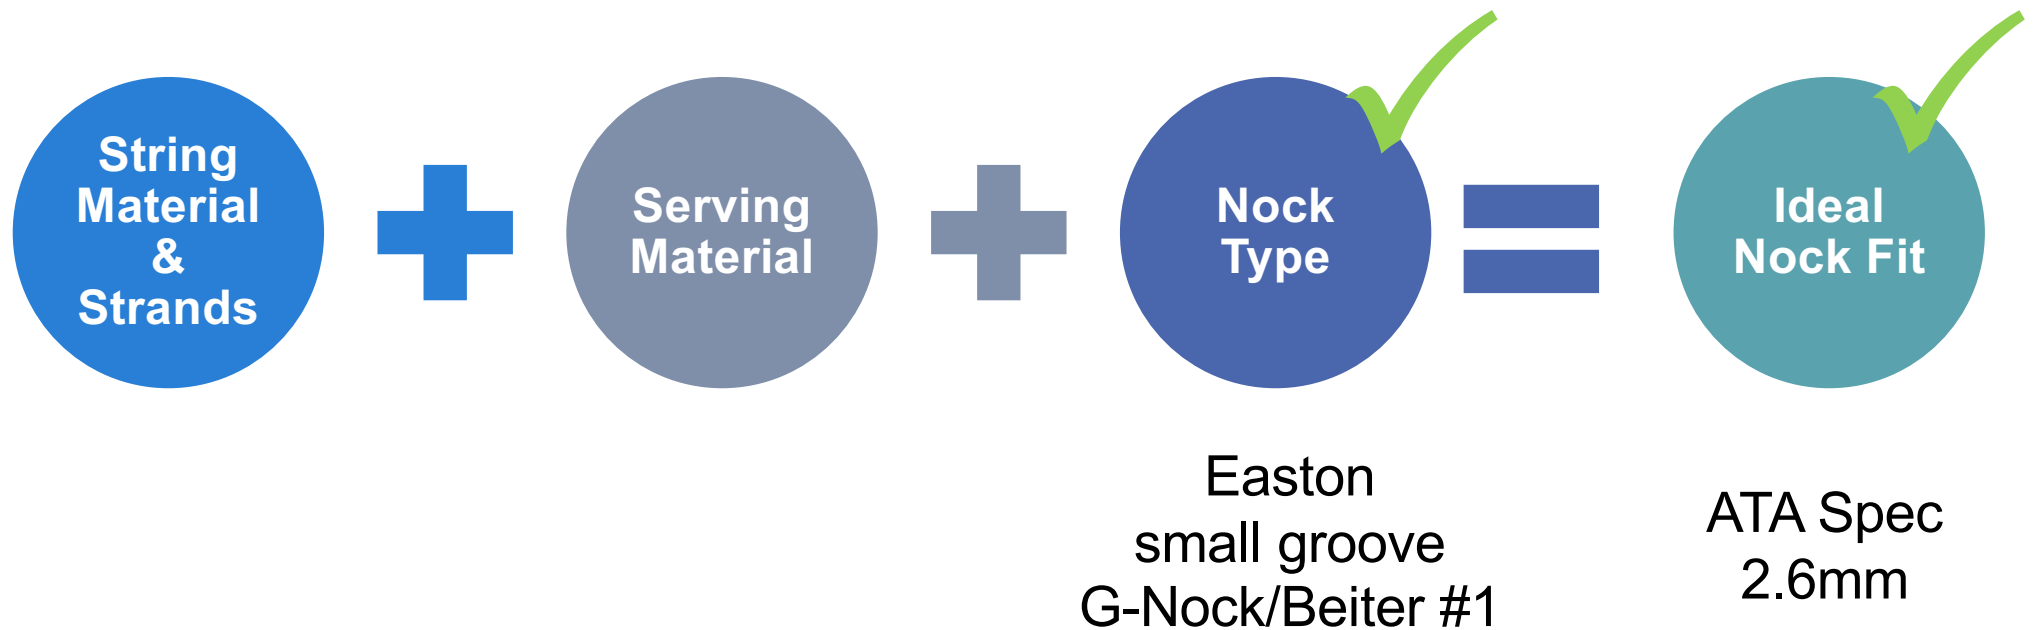 String
Material
&
Strands
Serving
Material
Nock
Type
Ideal
Nock Fit
Easton
small groove
G-Nock/Beiter #1
ATA Spec
2.6mm